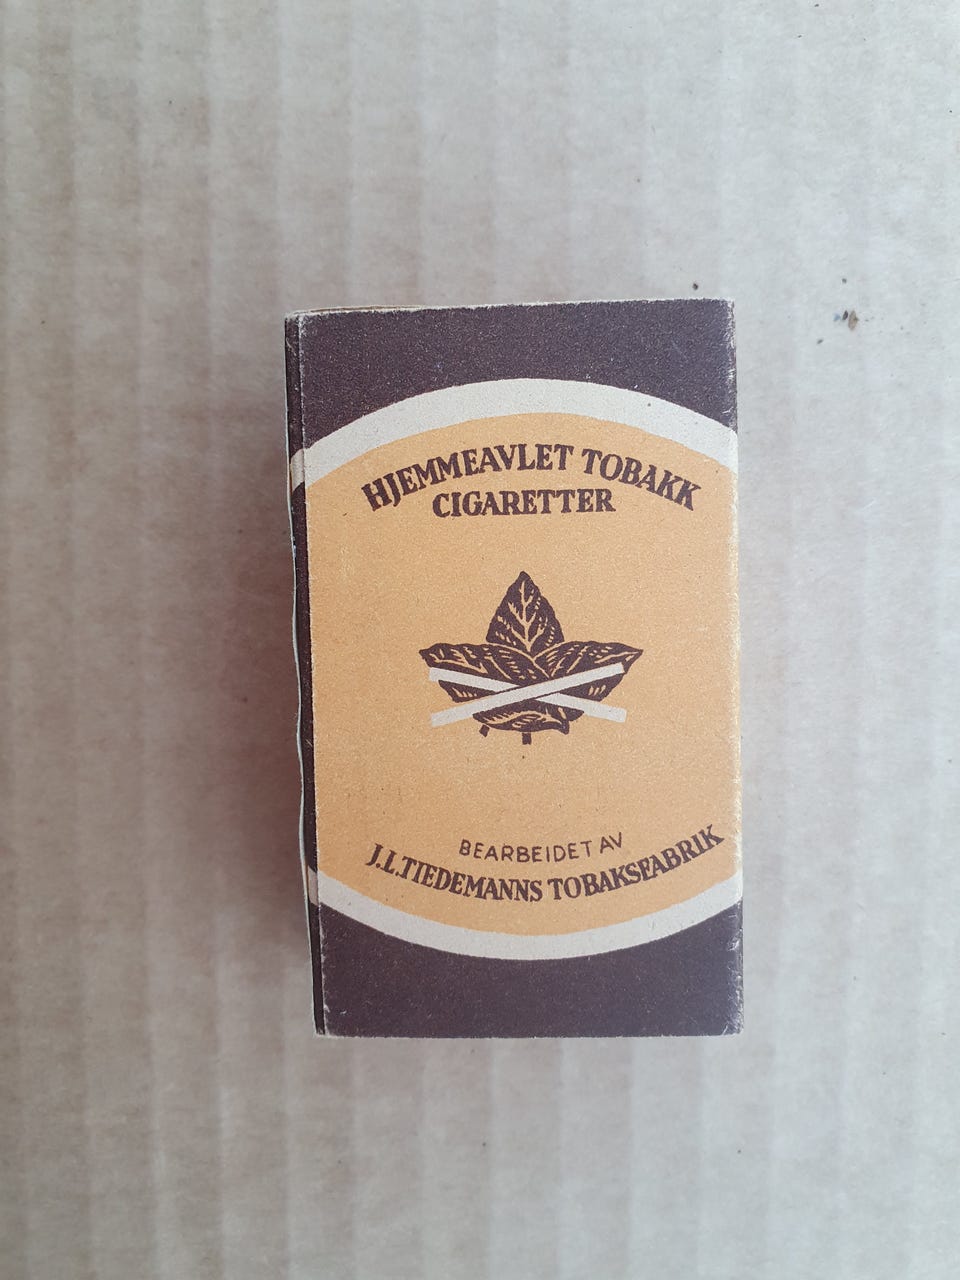 HJEMMEAVLET TOBAKK
CIGARETTER
BEARBEIDET AV
J.L.TIEDEMANNS TOBAKSFABRIK